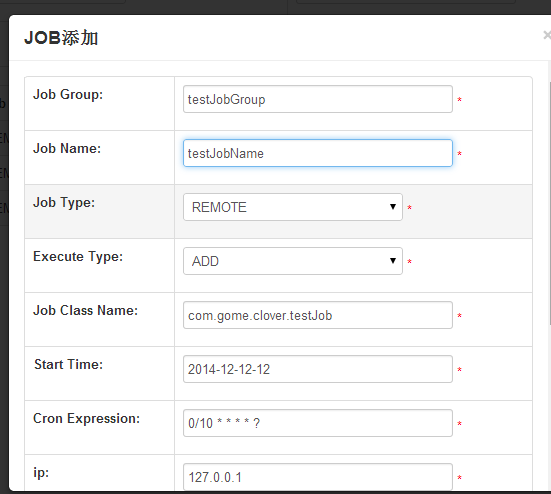 JOB添加
×
Job Group: testJobGroup *
Job Name: testJobName *
Job Type: REMOTE *
Execute Type: ADD *
Job Class Name: com.gome.clover.testJob *
Start Time: 2014-12-12-12 *
Cron Expression: 0/10 * * * * ? *
ip: 127.0.0.1 *